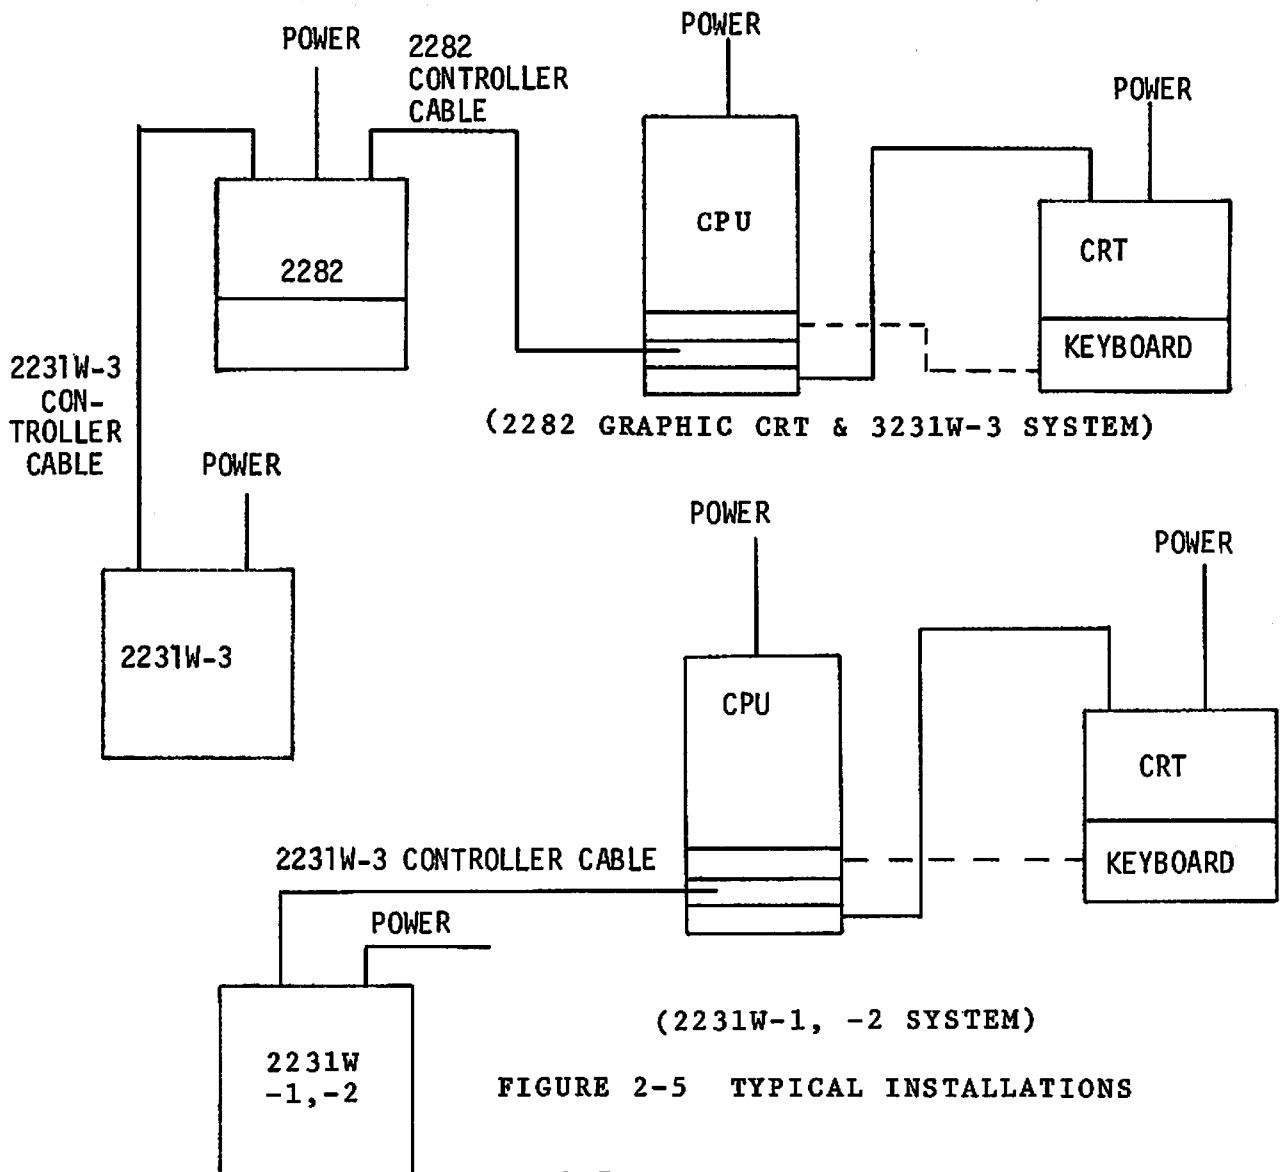 POWER
2282
CONTROLLER
CABLE
POWER
POWER
2282
CPU
CRT
KEYBOARD
2231W-3
CON-
TROLLER
CABLE
(2282 GRAPHIC CRT & 3231W-3 SYSTEM)
POWER
2231W-3
POWER
POWER
CPU
CRT
KEYBOARD
2231W-3 CONTROLLER CABLE
POWER
2231W
-1,-2
(2231W-1, -2 SYSTEM)
FIGURE 2-5 TYPICAL INSTALLATIONS